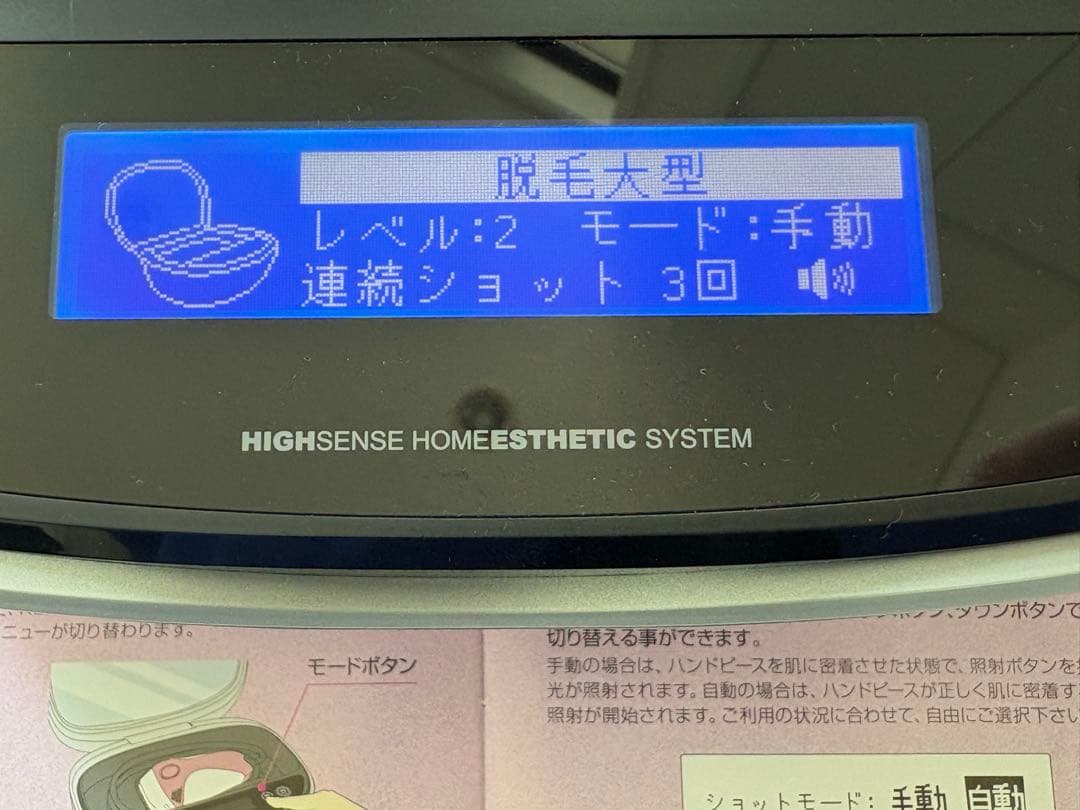 脱毛大型
レベル:2 モード:手動
連続ショット 3回
HIGHSENSE HOMEESTHETIC SYSTEM
ニューが切り替わります。
モードボタン
ダウンボタンで
切り替える事ができます。
手動の場合は、ハンドピースを肌に密着させた状態で、照射ボタンを
光が照射されます。自動の場合は、ハンドピースが正しく肌に密着す
照射が開始されます。ご利用の状況に合わせて、自由にご選択下さい
ショットモード: 手動 自動